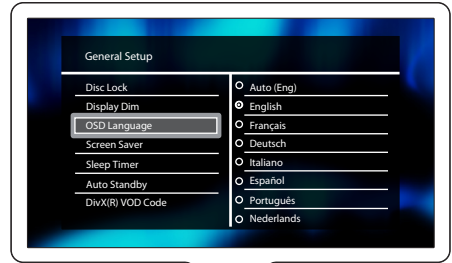 General Setup
Disc Lock
Display Dim
OSD Language
Screen Saver
Sleep Timer
Auto Standby
DivX(R) VOD Code
Auto (Eng)
English
Français
Deutsch
Italiano
Español
Português
Nederlands